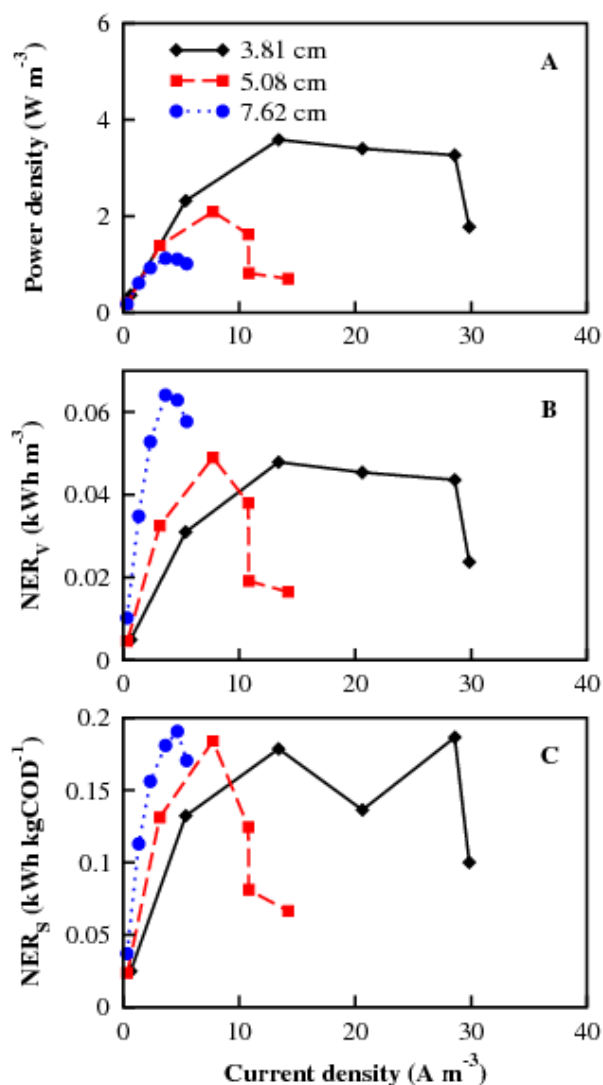 6
4
2
0
Power density (W m⁻³)
3.81 cm
5.08 cm
7.62 cm
A
0 10 20 30 40
0.06
0.04
0.02
0
NER_V (kWh m⁻³)
B
0 10 20 30 40
0.2
0.15
0.1
0.05
0
NER_S (kWh kgCOD⁻¹)
C
0 10 20 30 40
Current density (A m⁻³)